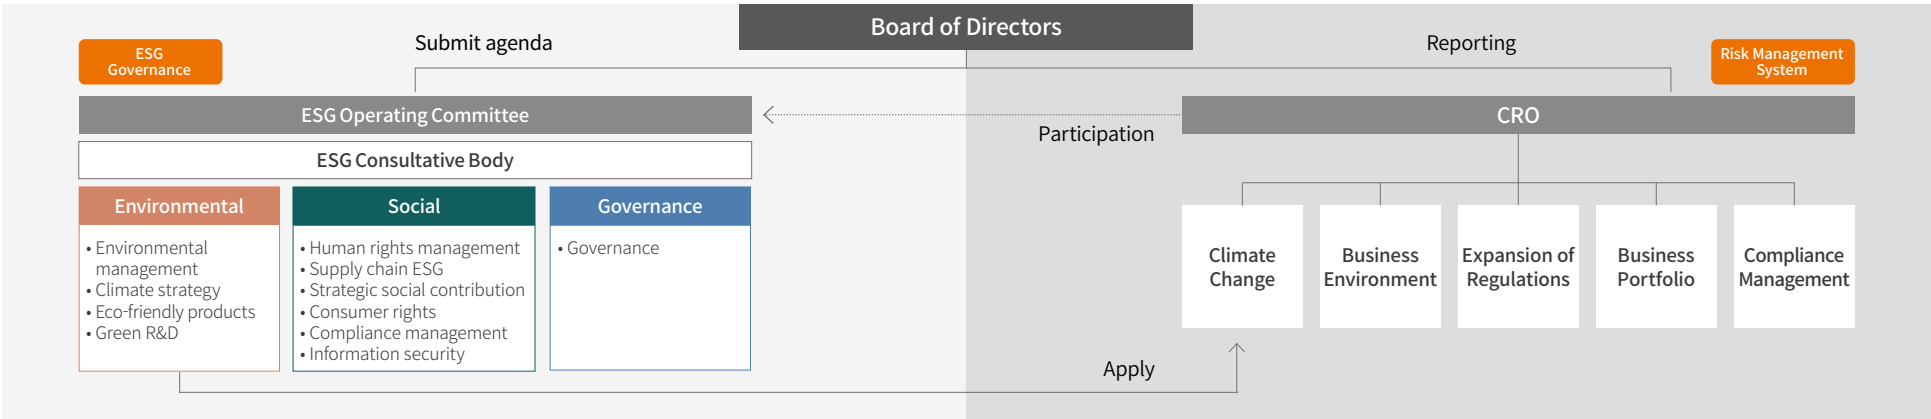 Board of Directors
ESG
Governance
Submit agenda
Reporting
Risk Management
System
ESG Operating Committee
Participation
CRO
ESG Consultative Body
Environmental
• Environmental
management
• Climate strategy
• Eco-friendly products
• Green R&D
Social
• Human rights management
• Supply chain ESG
• Strategic social contribution
• Consumer rights
• Compliance management
• Information security
Governance
• Governance
Climate
Change
Business
Environment
Expansion of
Regulations
Business
Portfolio
Compliance
Management
Apply